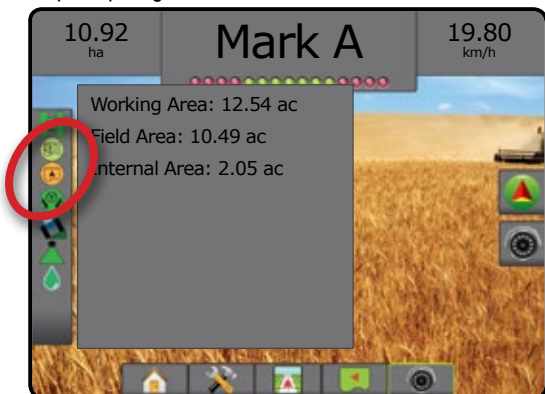 10.92
ha
Mark A
19.80
km/h
Working Area: 12.54 ac
Field Area: 10.49 ac
Internal Area: 2.05 ac